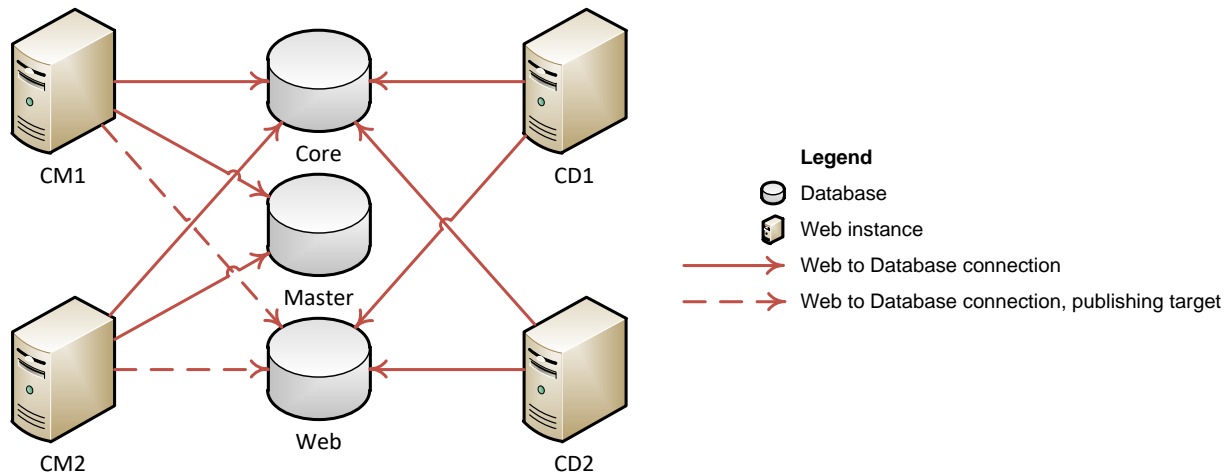 CM1
Core
CD1
Master
CM2
Web
CD2
Legend
Database
Web instance
Web to Database connection
Web to Database connection, publishing target